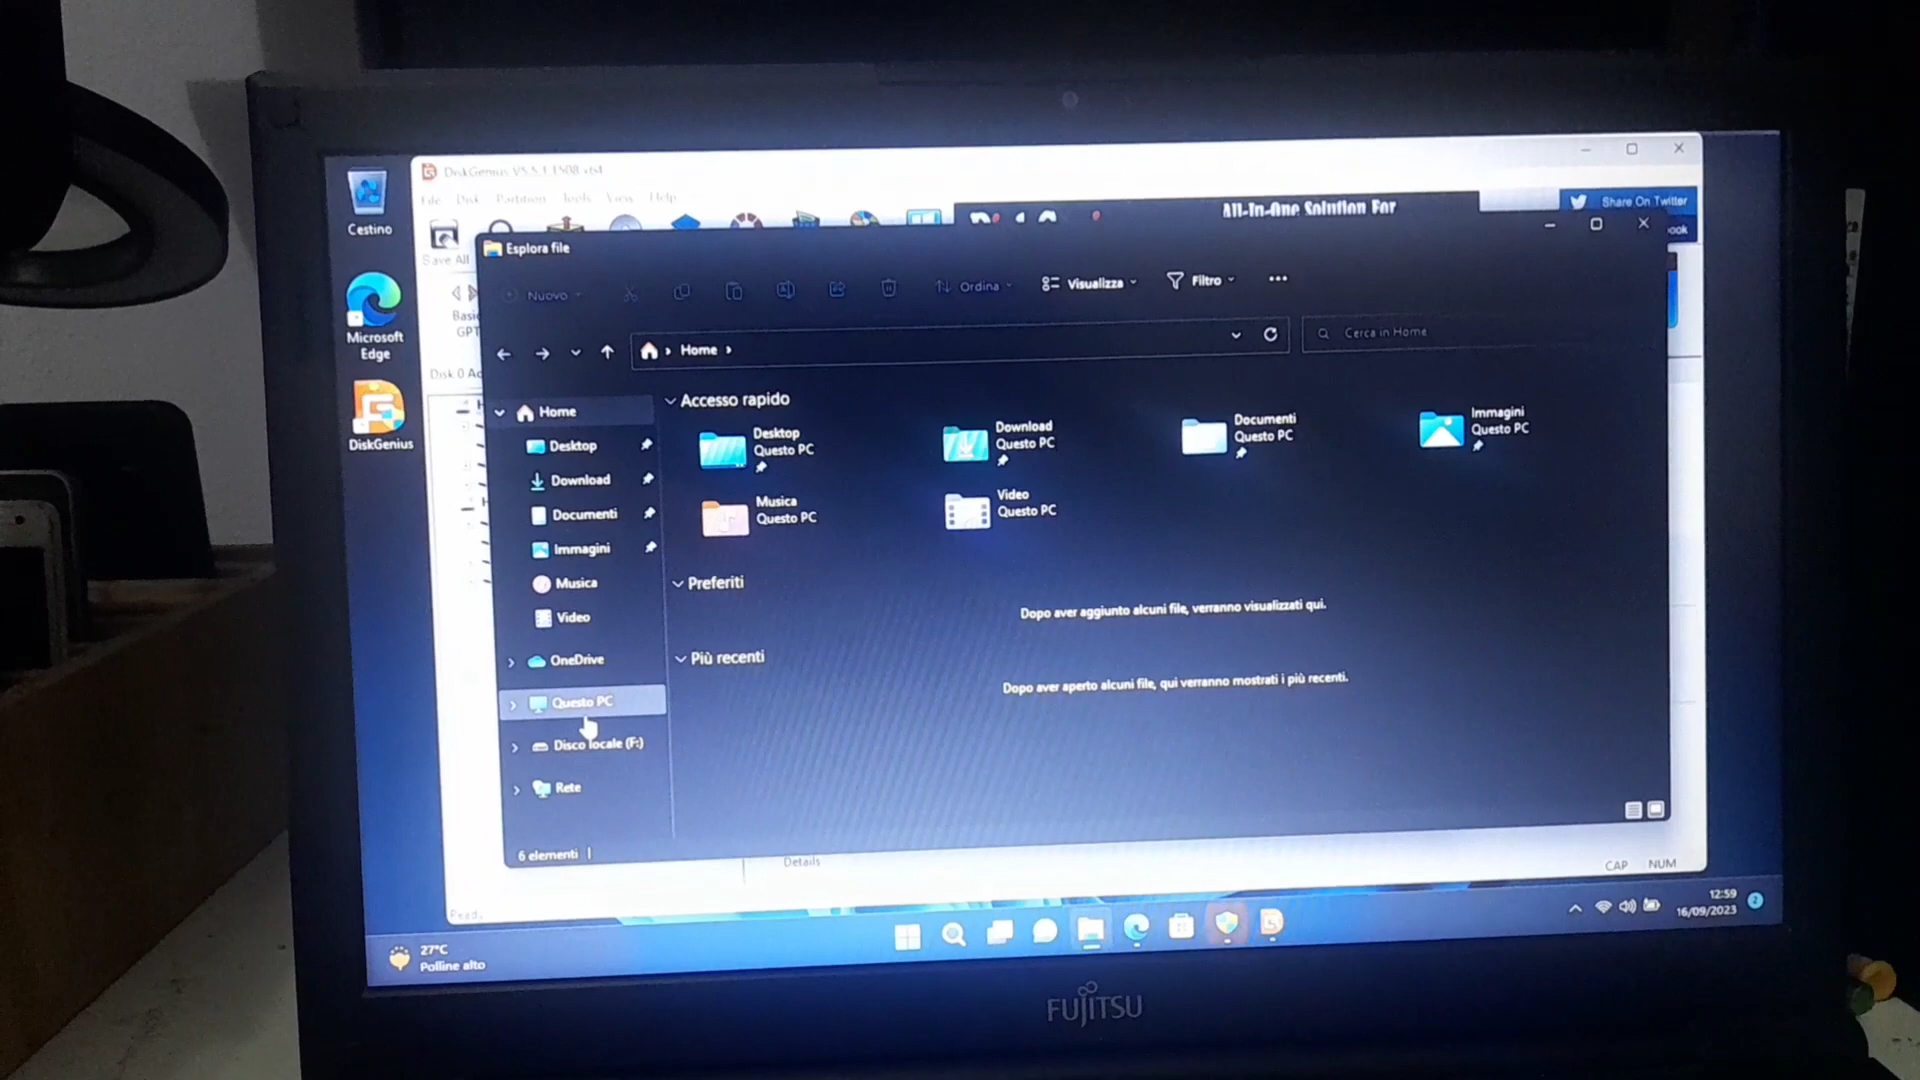 Cestino
Microsoft
Edge
DiskGenius
DiskGenius V5.5.1.1508 x64
File Disk Partition Tools View Help
Save All
All-In-One Solution For
Share On Twitter
ook
Basic
GPT
Disk 0
Esplora file
Nuovo
Ordina
Visualizza
Filtro
Home
Cerca in Home
Home
Desktop
Download
Documenti
Immagini
Musica
Video
OneDrive
Questo PC
Disco locale (F:)
Rete
Accesso rapido
Desktop
Questo PC
Download
Questo PC
Documenti
Questo PC
Immagini
Questo PC
Musica
Questo PC
Video
Questo PC
Preferiti
Dopo aver aggiunto alcuni file, verranno visualizzati qui.
Più recenti
Dopo aver aperto alcuni file, qui verranno mostrati i più recenti.
6 elementi
Details
CAP NUM
Ready
27°C
Polline alto
12:59
16/09/2023
2
FUJITSU